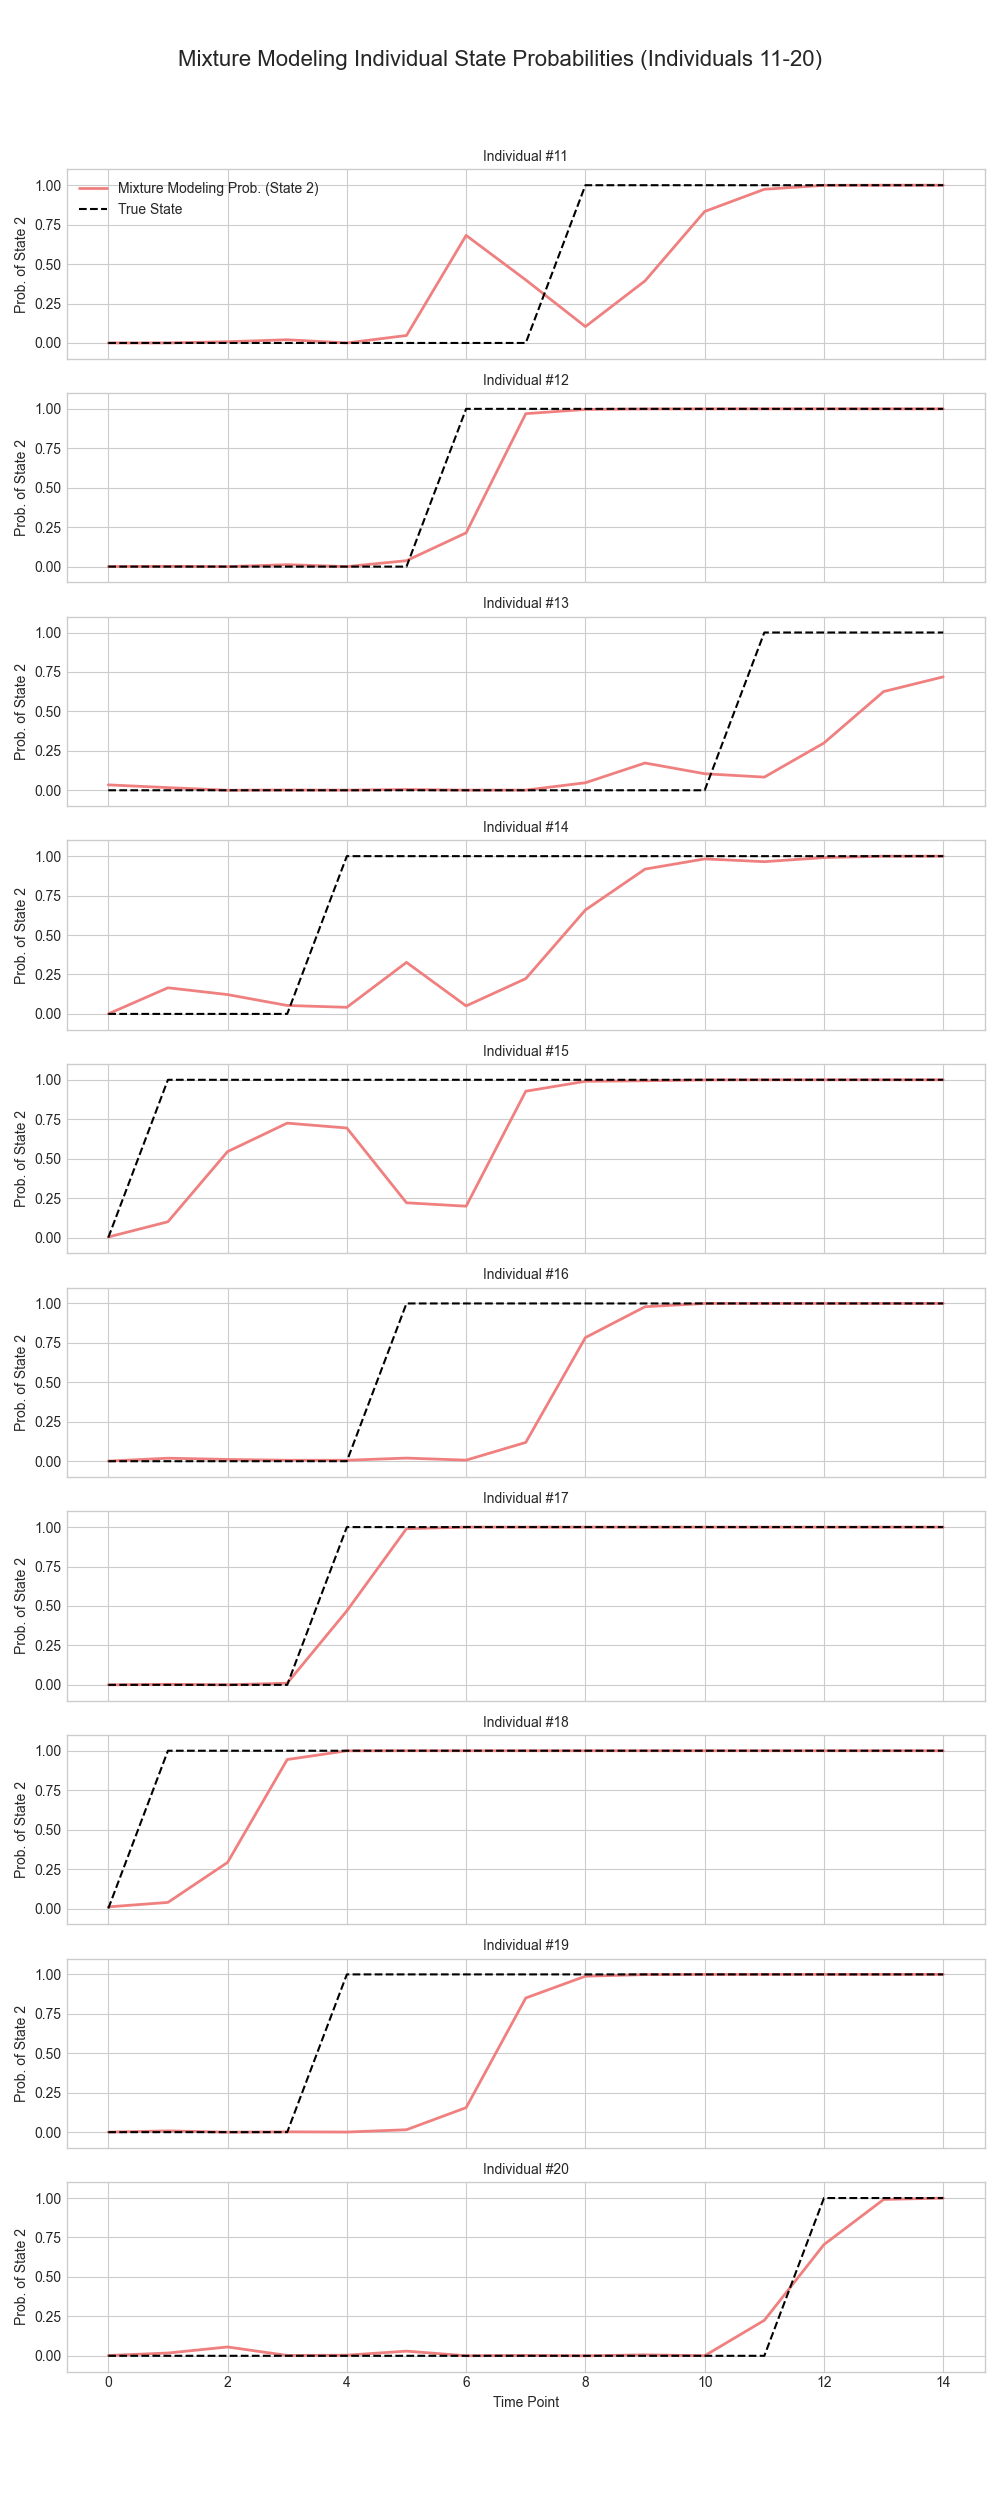 Mixture Modeling Individual State Probabilities (Individuals 11-20)
Individual #11
Mixture Modeling Prob. (State 2)
True State
Prob. of State 2
1.00
0.75
0.50
0.25
0.00
Individual #12
Prob. of State 2
1.00
0.75
0.50
0.25
0.00
Individual #13
Prob. of State 2
1.00
0.75
0.50
0.25
0.00
Individual #14
Prob. of State 2
1.00
0.75
0.50
0.25
0.00
Individual #15
Prob. of State 2
1.00
0.75
0.50
0.25
0.00
Individual #16
Prob. of State 2
1.00
0.75
0.50
0.25
0.00
Individual #17
Prob. of State 2
1.00
0.75
0.50
0.25
0.00
Individual #18
Prob. of State 2
1.00
0.75
0.50
0.25
0.00
Individual #19
Prob. of State 2
1.00
0.75
0.50
0.25
0.00
Individual #20
Prob. of State 2
1.00
0.75
0.50
0.25
0.00
0 2 4 6 8 10 12 14
Time Point